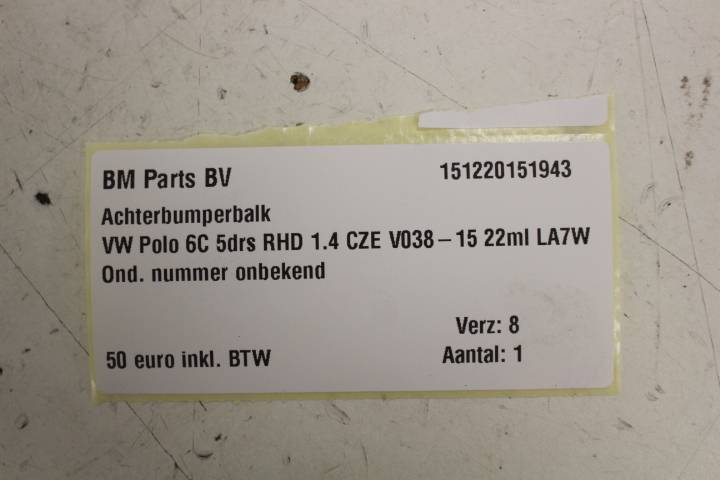 BM Parts BV 151220151943
Achterbumperbalk
VW Polo 6C 5drs RHD 1.4 CZE V038-15 22ml LA7W
Ond. nummer onbekend
Verz: 8
50 euro inkl. BTW Aantal: 1